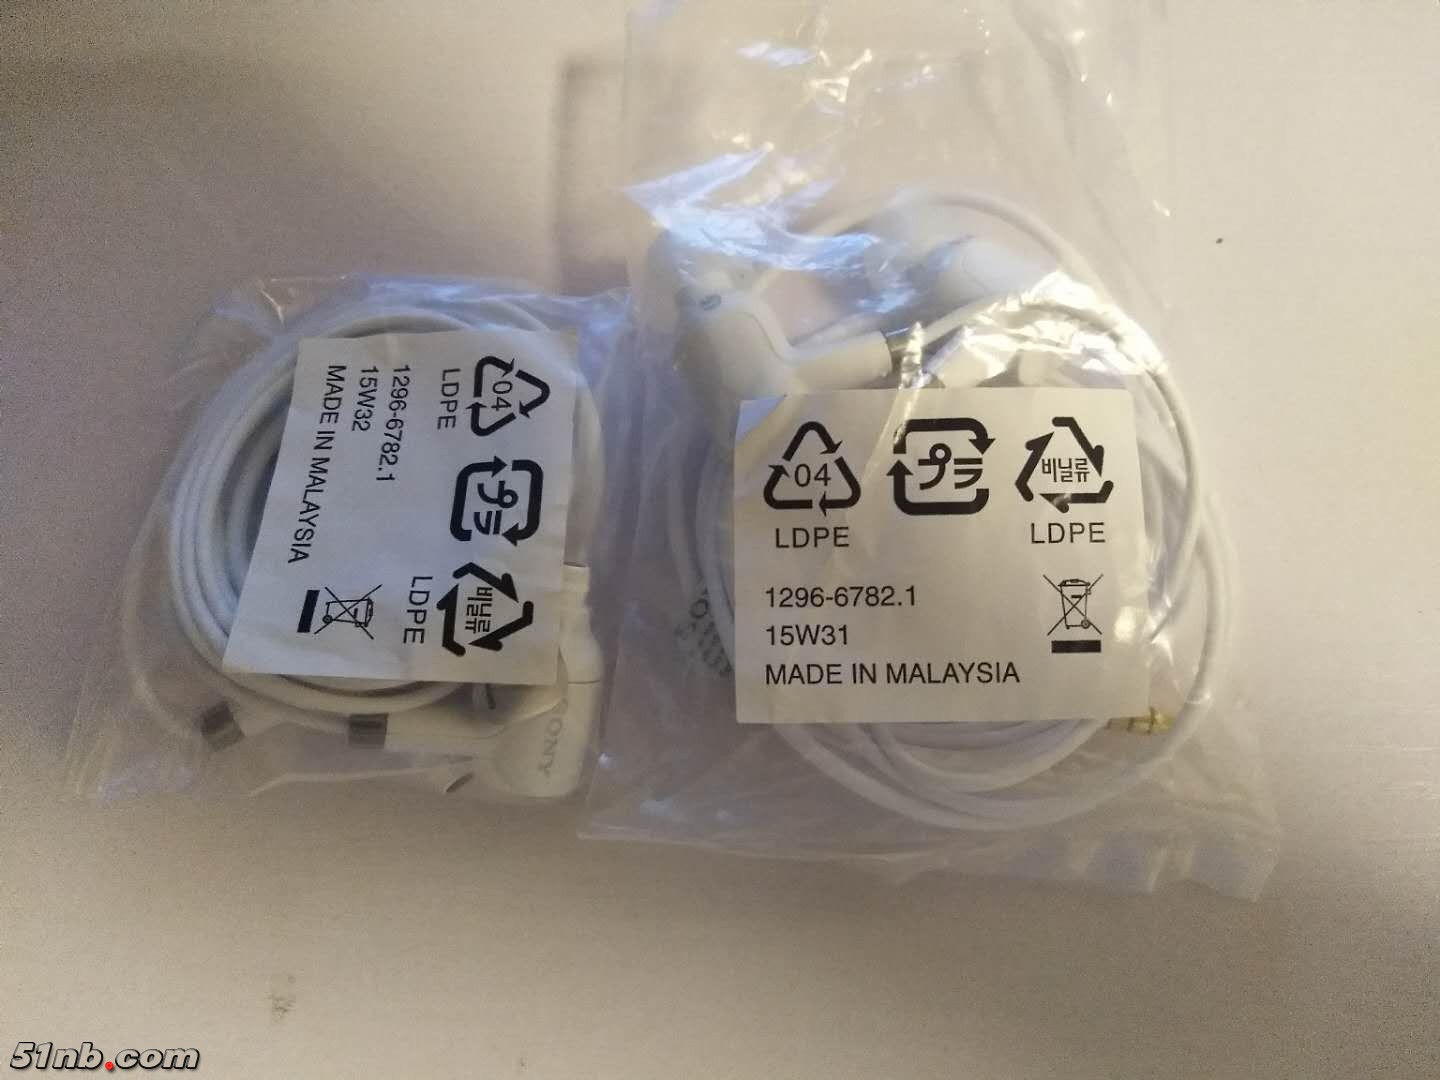 04
LDPE
プラ
비닐류
LDPE
1296-6782.1
15W32
MADE IN MALAYSIA
SONY
04
LDPE
プラ
비닐류
LDPE
1296-6782.1
15W31
MADE IN MALAYSIA
51nb.com